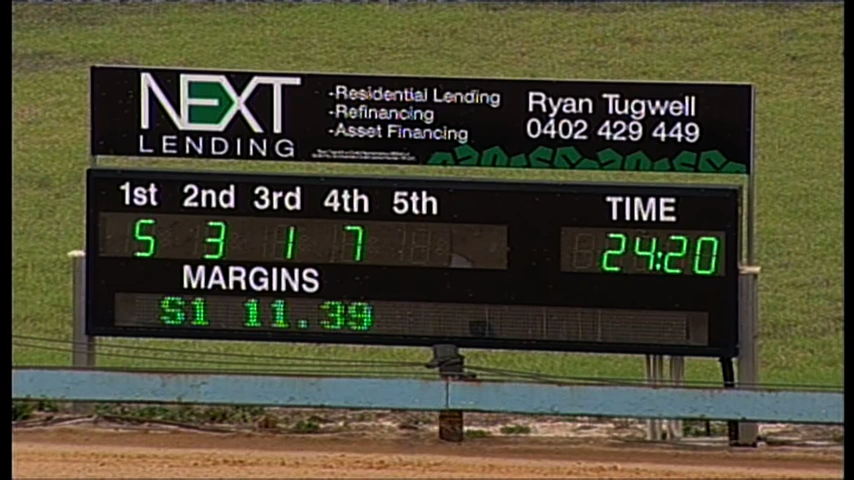 NEXT
LENDING
-Residential Lending
-Refinancing
-Asset Financing
Ryan Tugwell
0402 429 449
1st 2nd 3rd 4th 5th
TIME
5 3 1 7
24:20
MARGINS
S1 11.39